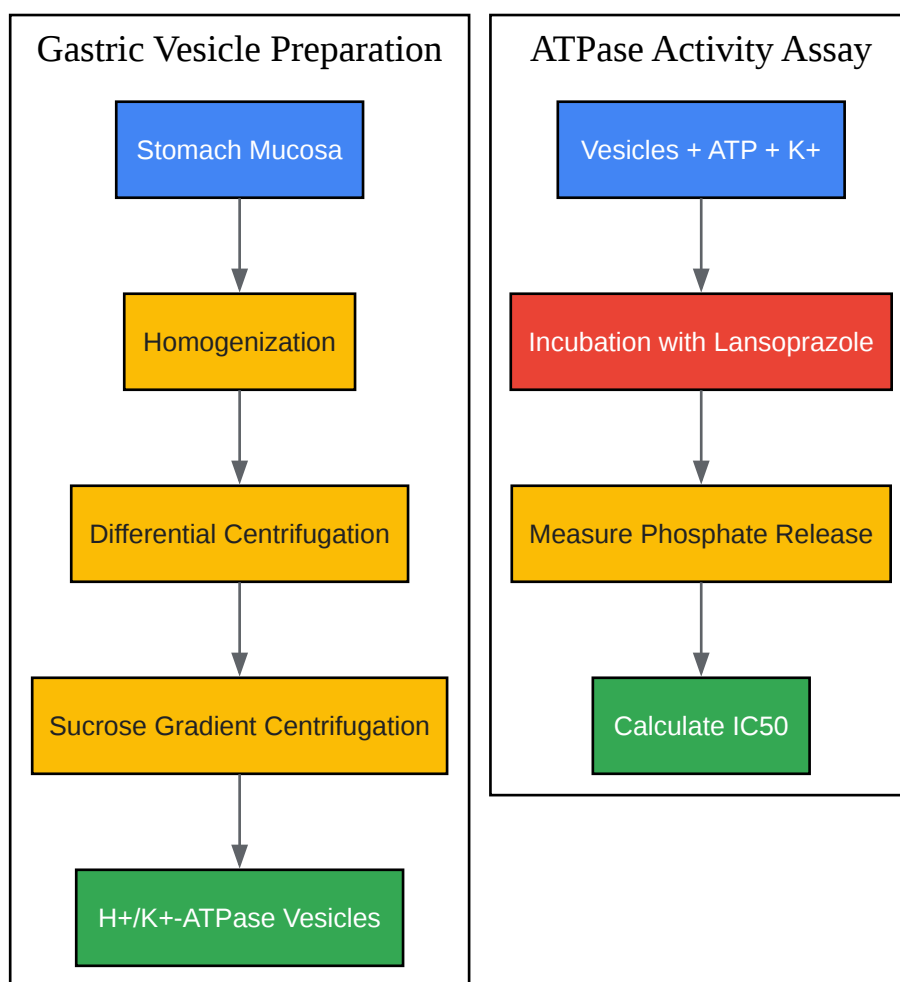 Gastric Vesicle Preparation
Stomach Mucosa
Homogenization
Differential Centrifugation
Sucrose Gradient Centrifugation
H+/K+-ATPase Vesicles
ATPase Activity Assay
Vesicles + ATP + K+
Incubation with Lansoprazole
Measure Phosphate Release
Calculate IC50